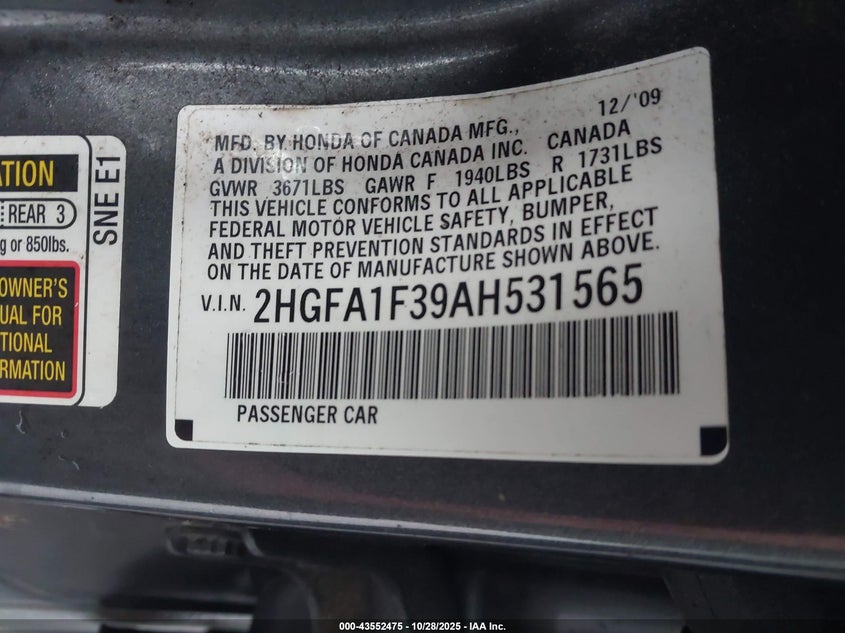 ATION
REAR 3
g or 850lbs.
OWNER'S
UAL FOR
TIONAL
RMATION
SNE E1
12/'09
MFD. BY HONDA OF CANADA MFG.,
A DIVISION OF HONDA CANADA INC. CANADA
GVWR 3671LBS GAWR F 1940LBS R 1731LBS
THIS VEHICLE CONFORMS TO ALL APPLICABLE
FEDERAL MOTOR VEHICLE SAFETY, BUMPER,
AND THEFT PREVENTION STANDARDS IN EFFECT
ON THE DATE OF MANUFACTURE SHOWN ABOVE.
V.I.N. 2HGFA1F39AH531565
PASSENGER CAR
000-43552475 - 10/28/2025 - IAA Inc.